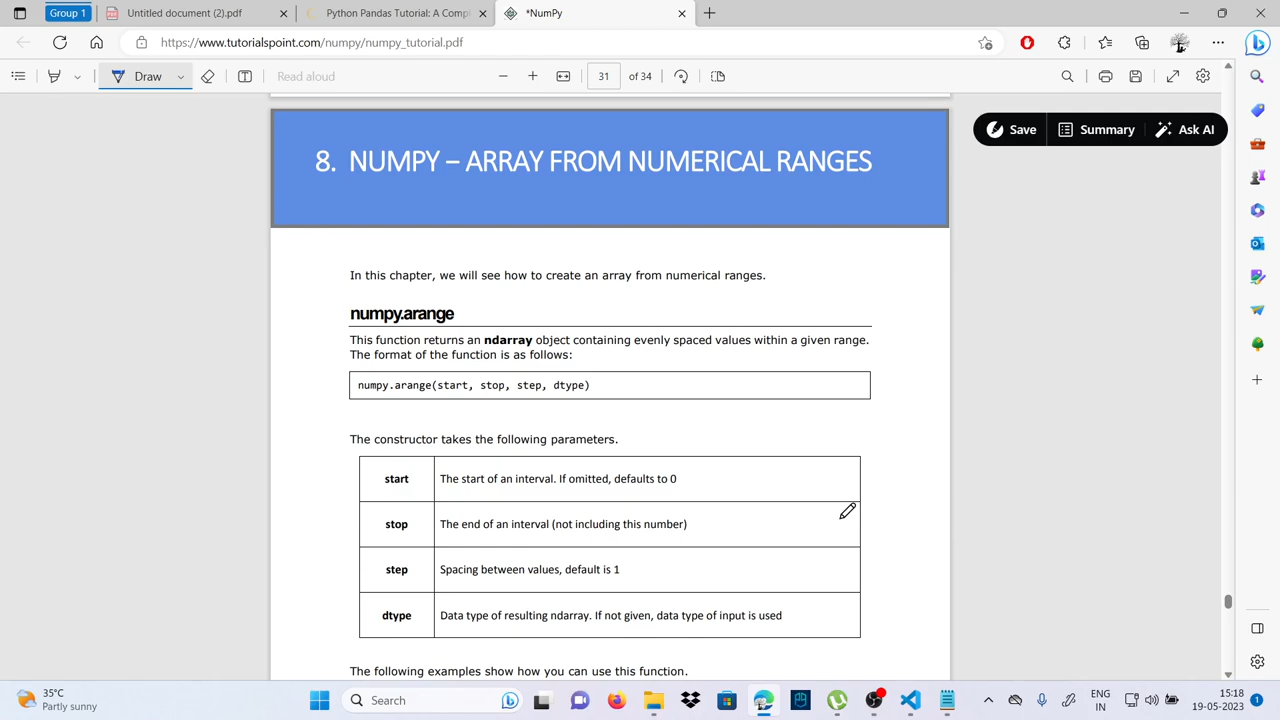 Group 1
Untitled document (2).pdf
Python Pandas Tutorial: A Compl
*NumPy
https://www.tutorialspoint.com/numpy/numpy_tutorial.pdf
Draw
Read aloud
31
of 34
Save
Summary
Ask AI
8. NUMPY – ARRAY FROM NUMERICAL RANGES
In this chapter, we will see how to create an array from numerical ranges.
numpy.arange
This function returns an ndarray object containing evenly spaced values within a given range.
The format of the function is as follows:
numpy.arange(start, stop, step, dtype)
The constructor takes the following parameters.
start The start of an interval. If omitted, defaults to 0
stop The end of an interval (not including this number)
step Spacing between values, default is 1
dtype Data type of resulting ndarray. If not given, data type of input is used
The following examples show how you can use this function.
35°C
Partly sunny
Search
ENG
IN
15:18
19-05-2023
1